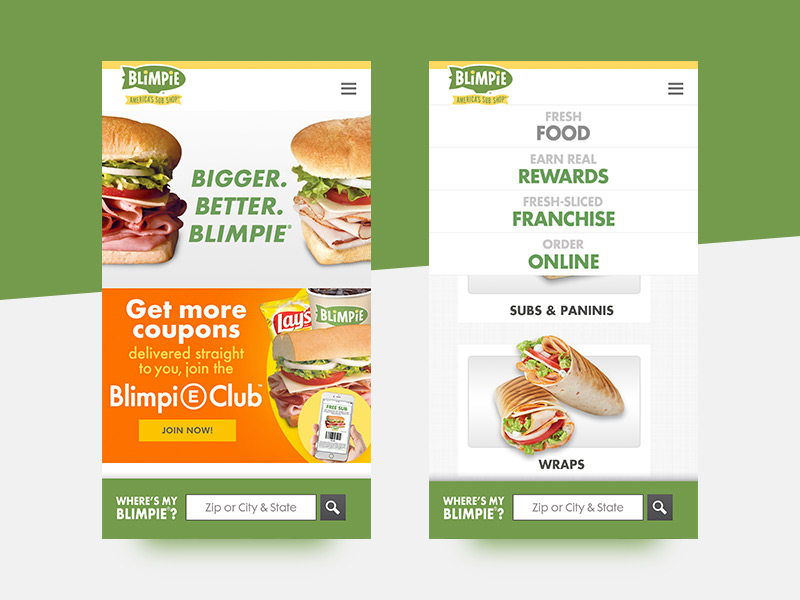 BLiMPiE
AMERICA'S SUB SHOP
BIGGER.
BETTER.
BLIMPIE®
Get more
coupons
delivered straight
to you, join the
BlimpiⒺClub™
JOIN NOW!
Lay's
BLiMPiE
FREE SUB
WHERE'S MY
BLIMPIE®?
Zip or City & State
BLiMPiE
AMERICA'S SUB SHOP
FRESH
FOOD
EARN REAL
REWARDS
FRESH-SLICED
FRANCHISE
ORDER
ONLINE
SUBS & PANINIS
WRAPS
WHERE'S MY
BLIMPIE®?
Zip or City & State